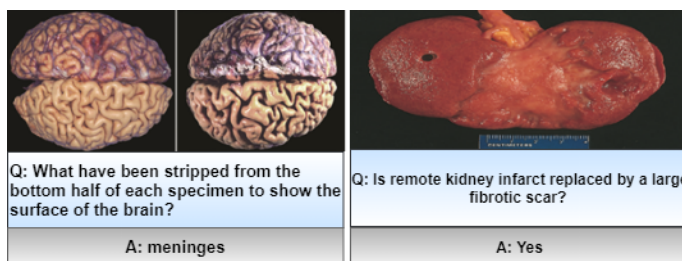 Q: What have been stripped from the
bottom half of each specimen to show the
surface of the brain?
A: meninges
Q: Is remote kidney infarct replaced by a large
fibrotic scar?
A: Yes